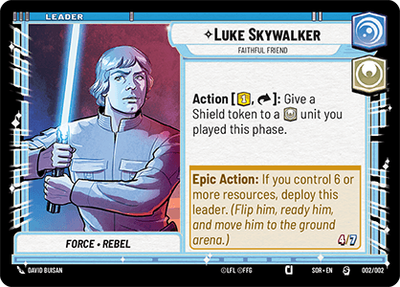 LEADER
Luke Skywalker
FAITHFUL FRIEND
Action [1, ]: Give a
Shield token to a unit you
played this phase.
Epic Action: If you control 6 or
more resources, deploy this
leader. (Flip him, ready him,
and move him to the ground
arena.)
4/7
FORCE • REBEL
DAVID BUISAN
©LFL ©FFG
SOR • EN
S
002/002